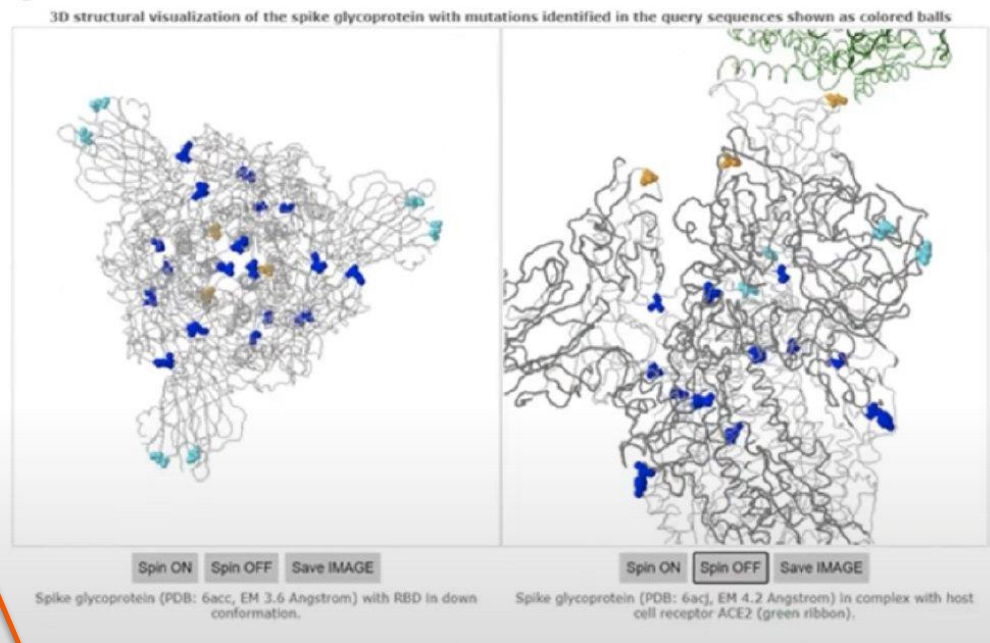 3D structural visualization of the spike glycoprotein with mutations identified in the query sequences shown as colored balls
Spin ON
Spin OFF
Save IMAGE
Spike glycoprotein (PDB: 6acc, EM 3.6 Angstrom) with RBD in down
conformation.
Spin ON
Spin OFF
Save IMAGE
Spike glycoprotein (PDB: 6acj, EM 4.2 Angstrom) in complex with host
cell receptor ACE2 (green ribbon).